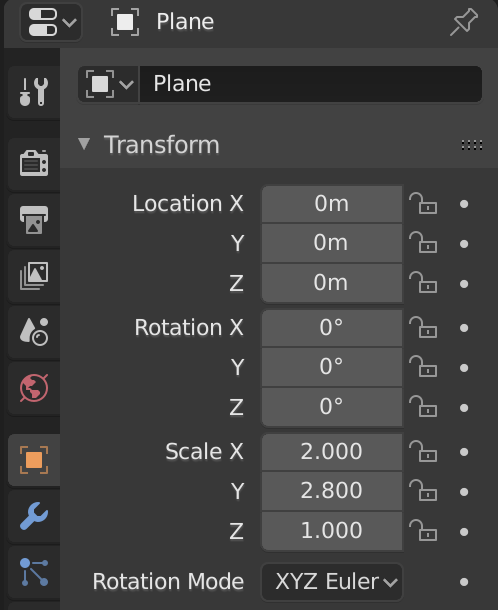 Plane
Plane
Transform
Location X 0m
Y 0m
Z 0m
Rotation X 0°
Y 0°
Z 0°
Scale X 2.000
Y 2.800
Z 1.000
Rotation Mode XYZ Euler